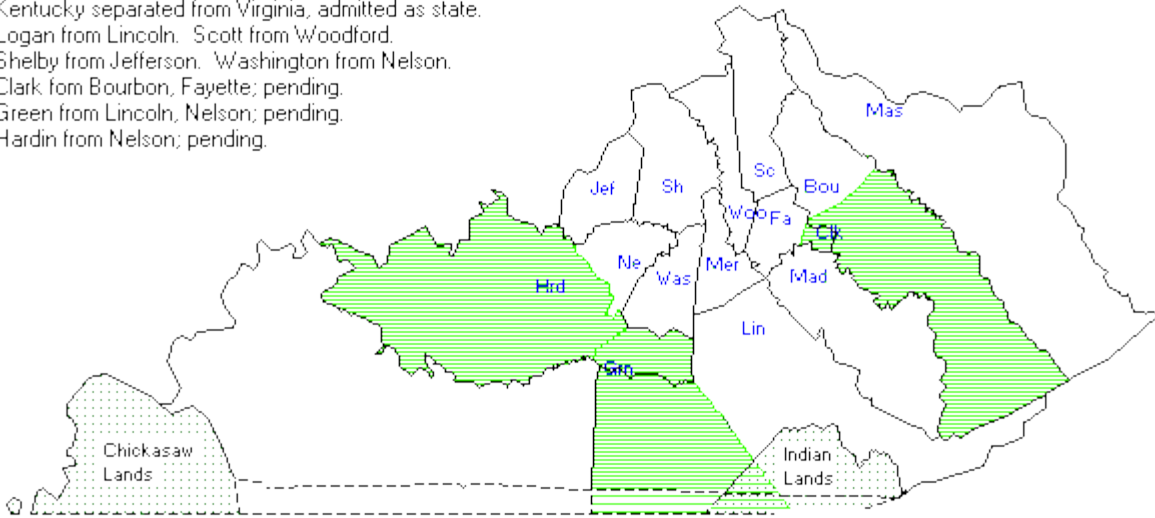 Kentucky separated from Virginia, admitted as state.
Logan from Lincoln. Scott from Woodford.
Shelby from Jefferson. Washington from Nelson.
Clark fom Bourbon, Fayette; pending.
Green from Lincoln, Nelson; pending.
Hardin from Nelson; pending.
Mas
Jef
Sh
Sc
Bou
Woo
Fa
Clk
Ne
Was
Mer
Mad
Hrd
Lin
Grn
Chickasaw
Lands
Indian
Lands